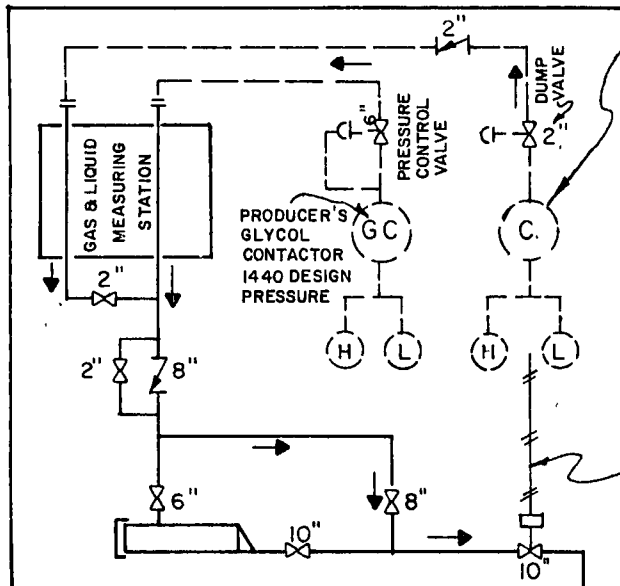 2"
DUMP
VALVE
6"
PRESSURE
CONTROL
VALVE
2"
GAS & LIQUID
MEASURING
STATION
PRODUCER'S
GLYCOL
CONTACTOR
1440 DESIGN
PRESSURE
GC
C.
2"
H
L
H
L
2"
8"
6"
8"
10"
10"